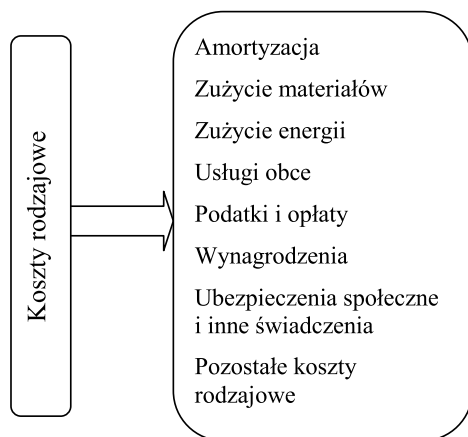 Koszty rodzajowe
Amortyzacja
Zużycie materiałów
Zużycie energii
Usługi obce
Podatki i opłaty
Wynagrodzenia
Ubezpieczenia społeczne
i inne świadczenia
Pozostałe koszty
rodzajowe